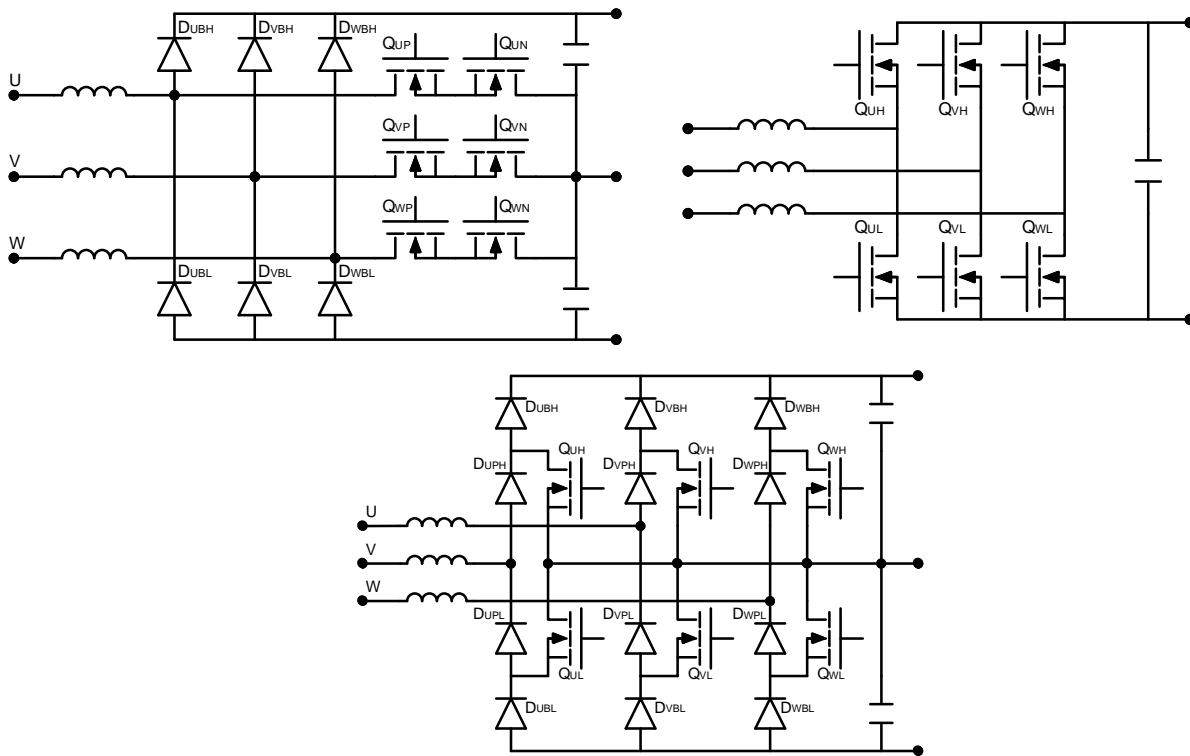 DUBH DVBH DWBH
QUP QUN
U
QVP QVN
V
QWP QWN
W
DUBL DVBL DWBL
QUH QVH QWH
QUL QVL QWL
DUBH DVBH DWBH
QUH QVH QWH
DUPH DVPH DWPH
U
V
W
DUPL DVPL DWPL
QUL QVL QWL
DUBL DVBL DWBL